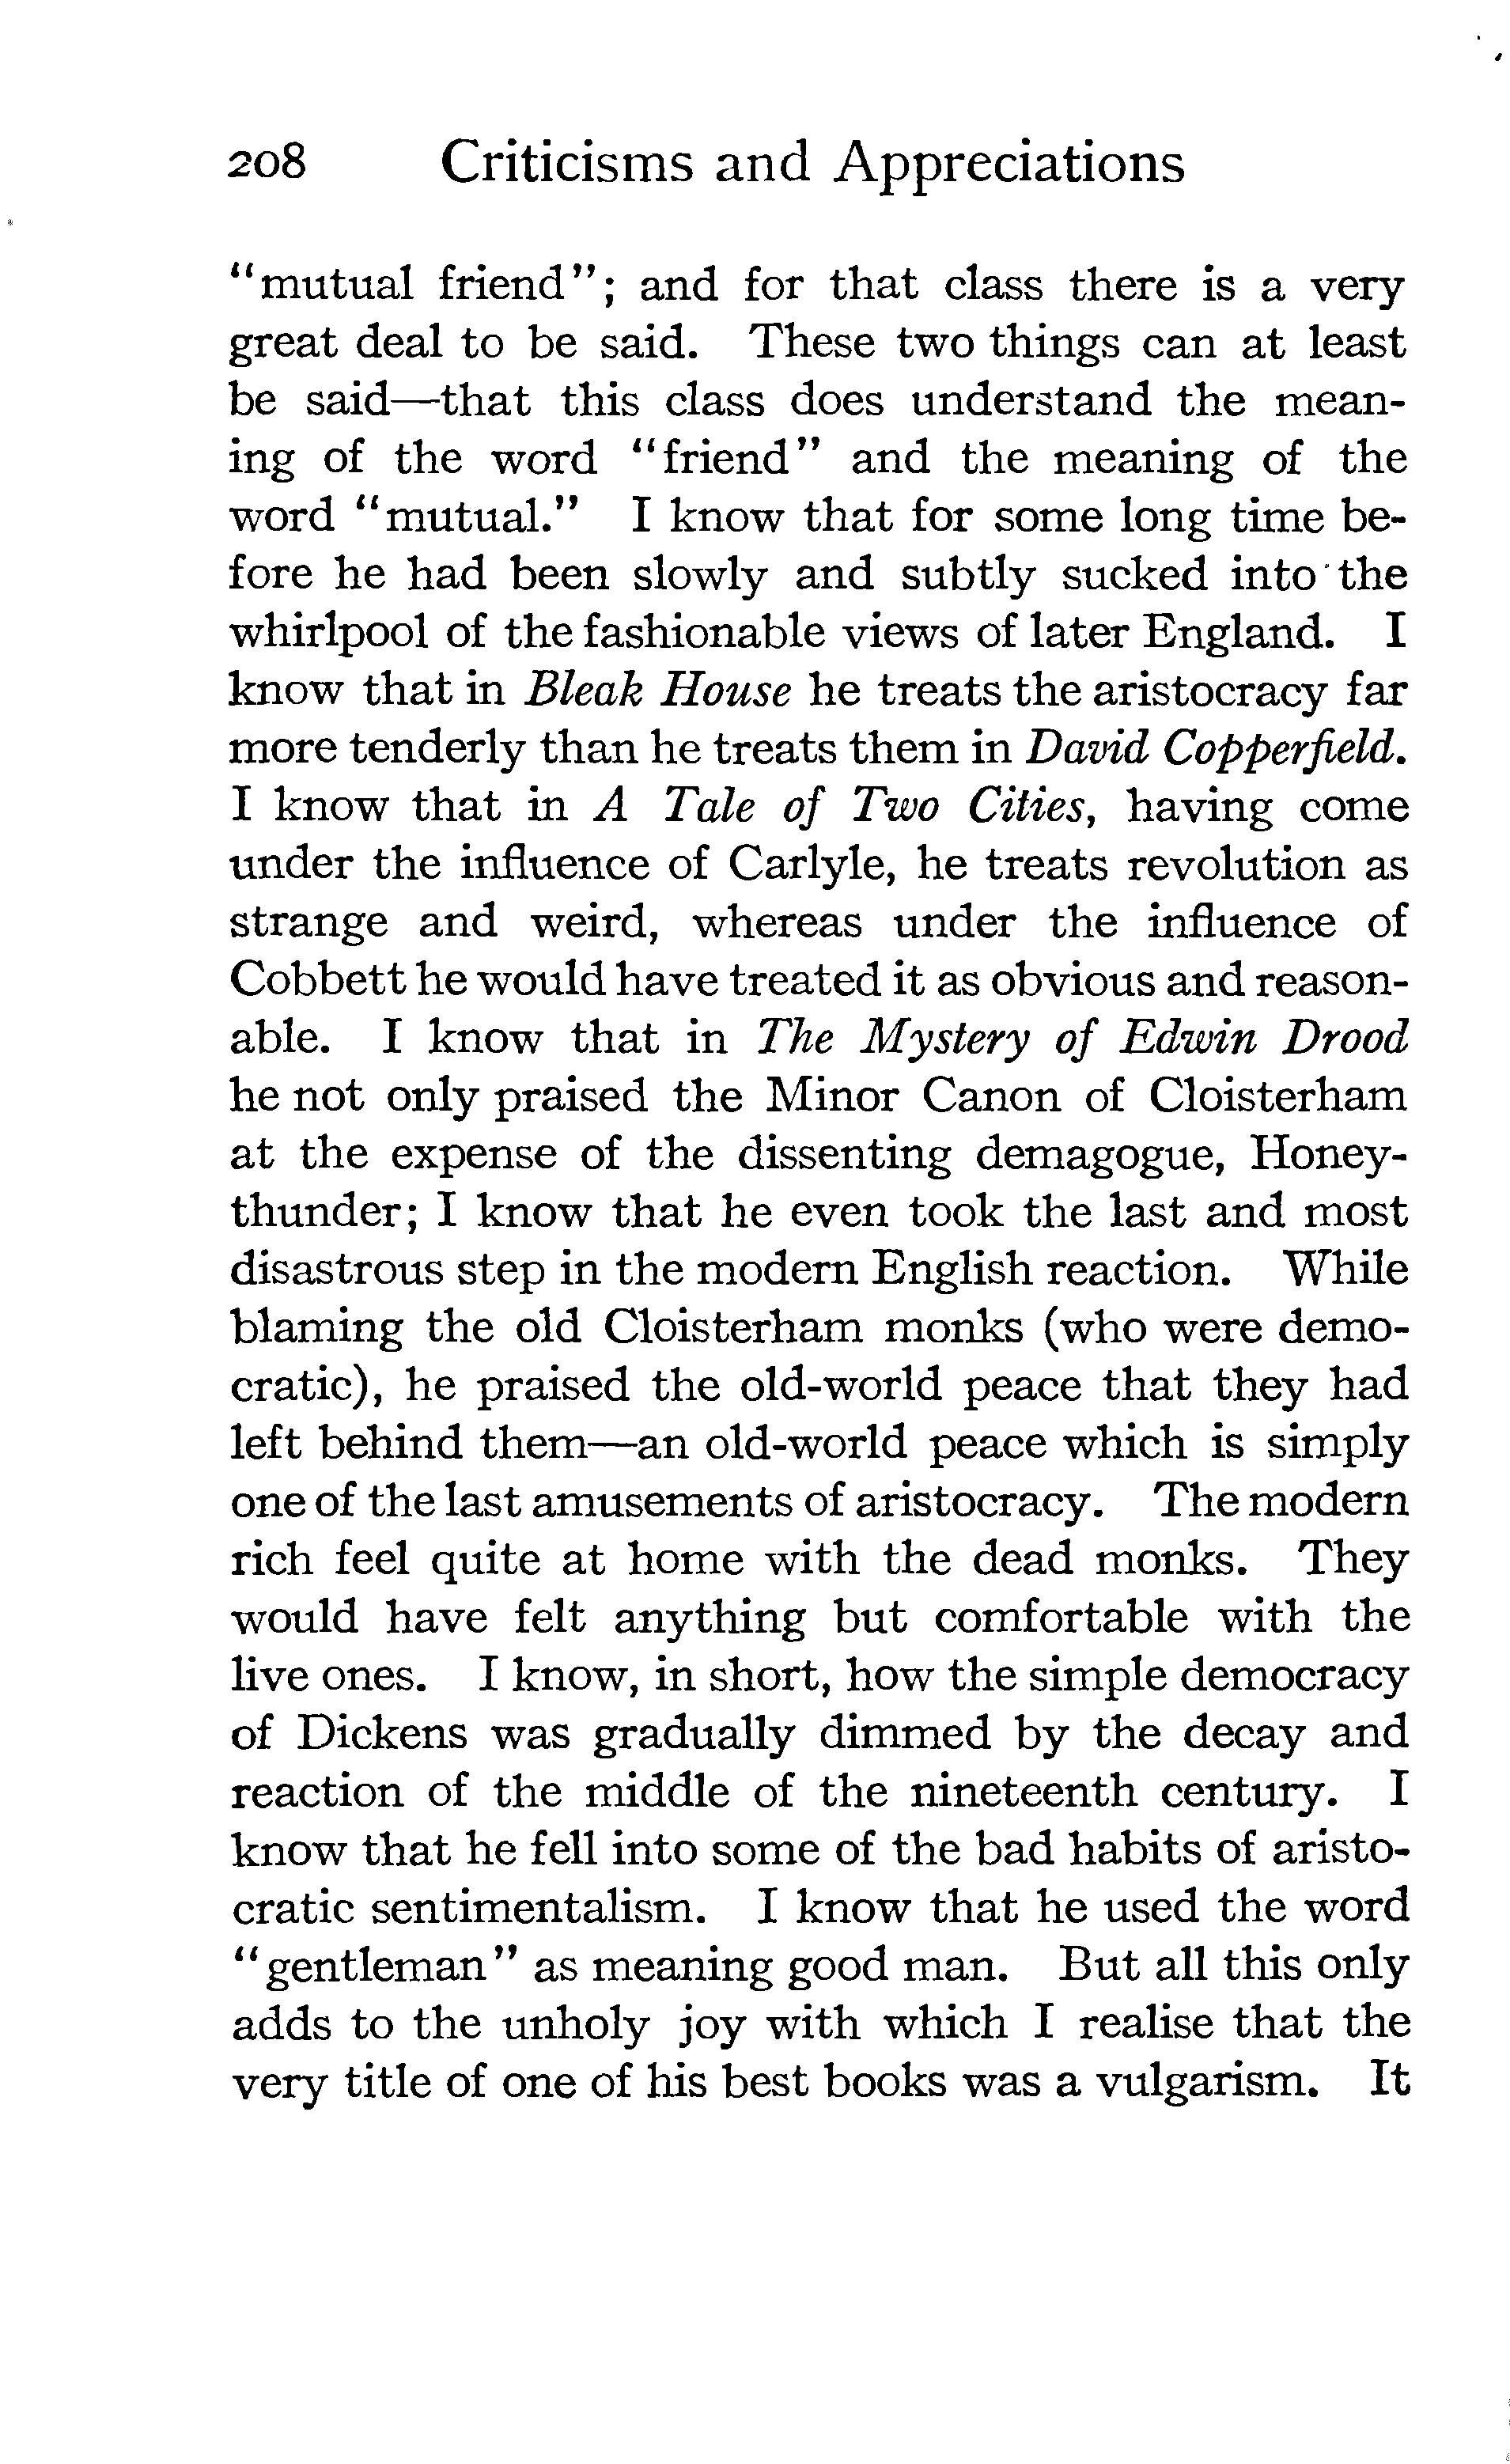 208 Criticisms and Appreciations
“mutual friend”; and for that class there is a very
great deal to be said. These two things can at least
be said—that this class does understand the mean-
ing of the word “friend” and the meaning of the
word “mutual.” I know that for some long time be-
fore he had been slowly and subtly sucked into the
whirlpool of the fashionable views of later England. I
know that in Bleak House he treats the aristocracy far
more tenderly than he treats them in David Copperfield.
I know that in A Tale of Two Cities, having come
under the influence of Carlyle, he treats revolution as
strange and weird, whereas under the influence of
Cobbett he would have treated it as obvious and reason-
able. I know that in The Mystery of Edwin Drood
he not only praised the Minor Canon of Cloisterham
at the expense of the dissenting demagogue, Honey-
thunder; I know that he even took the last and most
disastrous step in the modern English reaction. While
blaming the old Cloisterham monks (who were demo-
cratic), he praised the old-world peace that they had
left behind them—an old-world peace which is simply
one of the last amusements of aristocracy. The modern
rich feel quite at home with the dead monks. They
would have felt anything but comfortable with the
live ones. I know, in short, how the simple democracy
of Dickens was gradually dimmed by the decay and
reaction of the middle of the nineteenth century. I
know that he fell into some of the bad habits of aristo-
cratic sentimentalism. I know that he used the word
“gentleman” as meaning good man. But all this only
adds to the unholy joy with which I realise that the
very title of one of his best books was a vulgarism. It